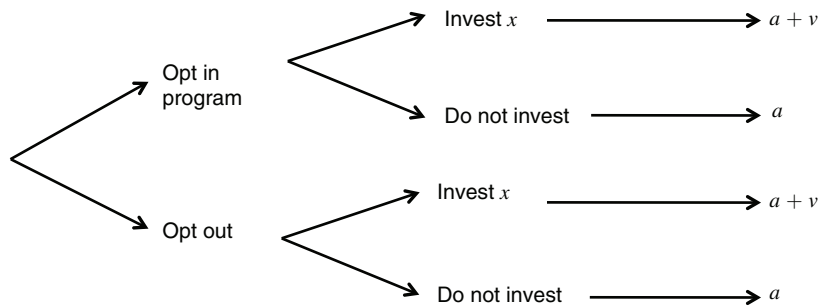 Invest x
a + v
Opt in
program
Do not invest
a
Invest x
a + v
Opt out
Do not invest
a